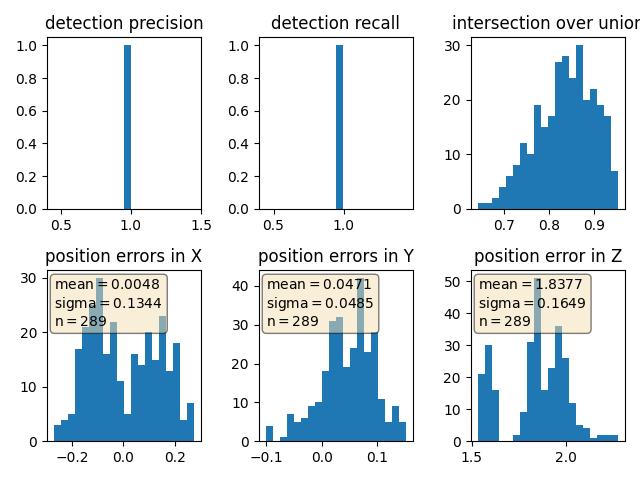 detection precision
detection recall
intersection over union
1.0
0.8
0.6
0.4
0.2
0.0
0.5 1.0 1.5
1.0
0.8
0.6
0.4
0.2
0.0
0.5 1.0
30
20
10
0
0.7 0.8 0.9
position errors in X
position errors in Y
position error in Z
30
20
10
0
mean = 0.0048
sigma = 0.1344
n = 289
−0.2 0.0 0.2
40
30
20
10
0
mean = 0.0471
sigma = 0.0485
n = 289
−0.1 0.0 0.1
50
40
30
20
10
0
mean = 1.8377
sigma = 0.1649
n = 289
1.5 2.0